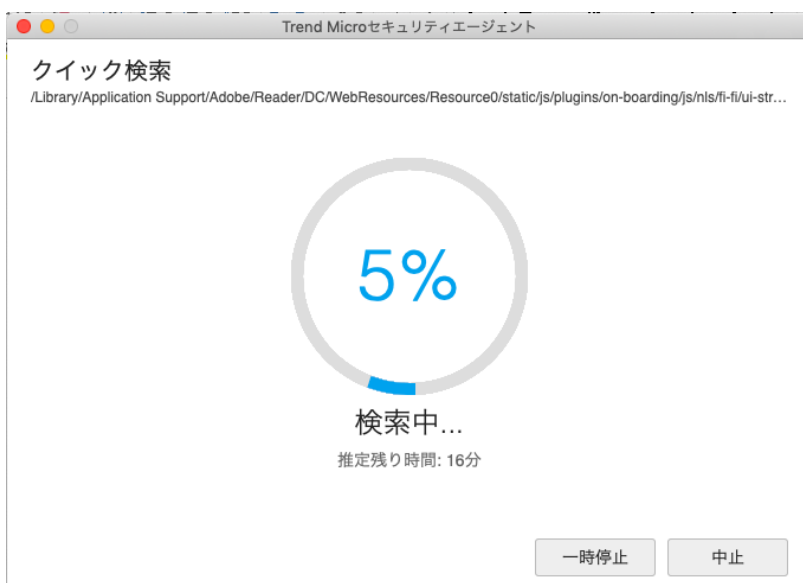 Trend Microセキュリティエージェント
クイック検索
/Library/Application Support/Adobe/Reader/DC/WebResources/Resource0/static/js/plugins/on-boarding/js/nls/fi-fi/ui-str...
5%
検索中...
推定残り時間: 16分
一時停止
中止